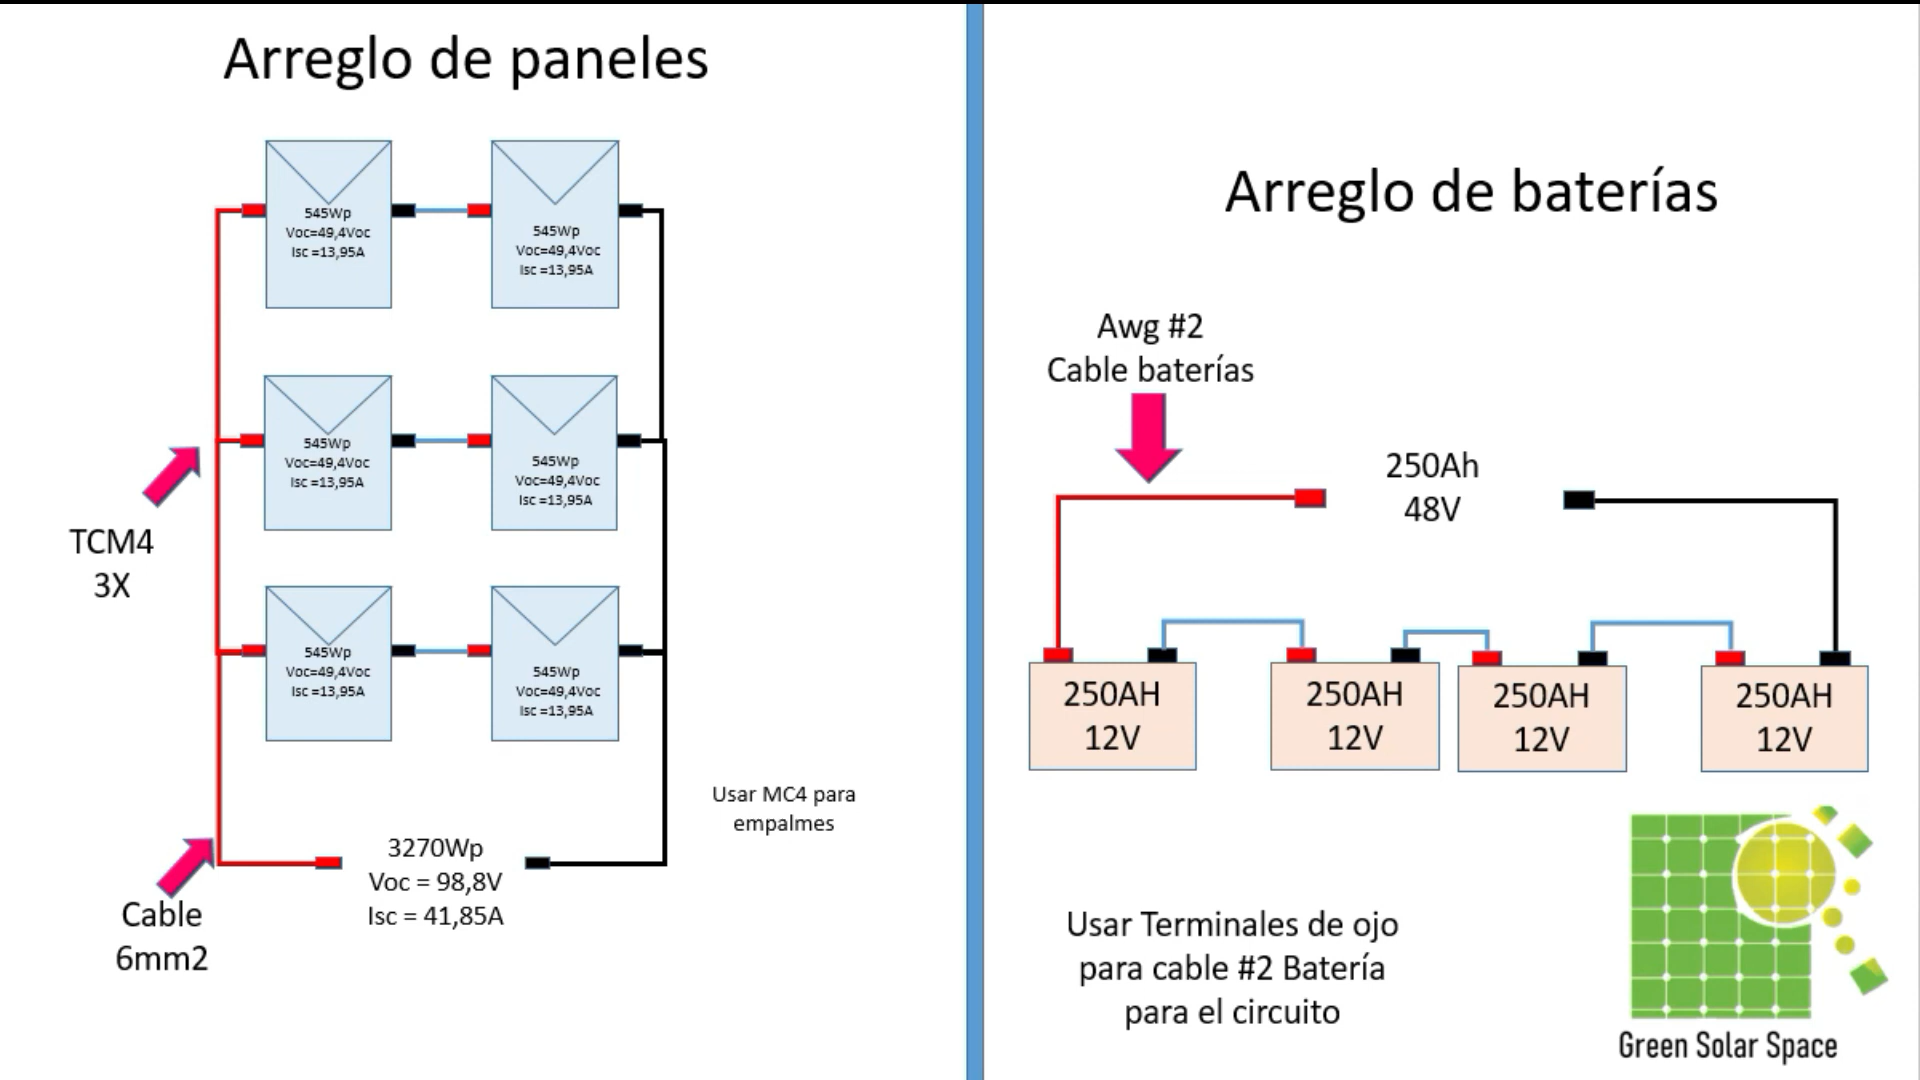 Arreglo de paneles
545Wp
Voc=49,4Voc
Isc =13,95A
545Wp
Voc=49,4Voc
Isc =13,95A
545Wp
Voc=49,4Voc
Isc =13,95A
545Wp
Voc=49,4Voc
Isc =13,95A
TCM4
3X
545Wp
Voc=49,4Voc
Isc =13,95A
545Wp
Voc=49,4Voc
Isc =13,95A
Usar MC4 para
empalmes
3270Wp
Voc = 98,8V
Isc = 41,85A
Cable
6mm2
Arreglo de baterías
Awg #2
Cable baterías
250Ah
48V
250AH
12V
250AH
12V
250AH
12V
250AH
12V
Usar Terminales de ojo
para cable #2 Batería
para el circuito
Green Solar Space